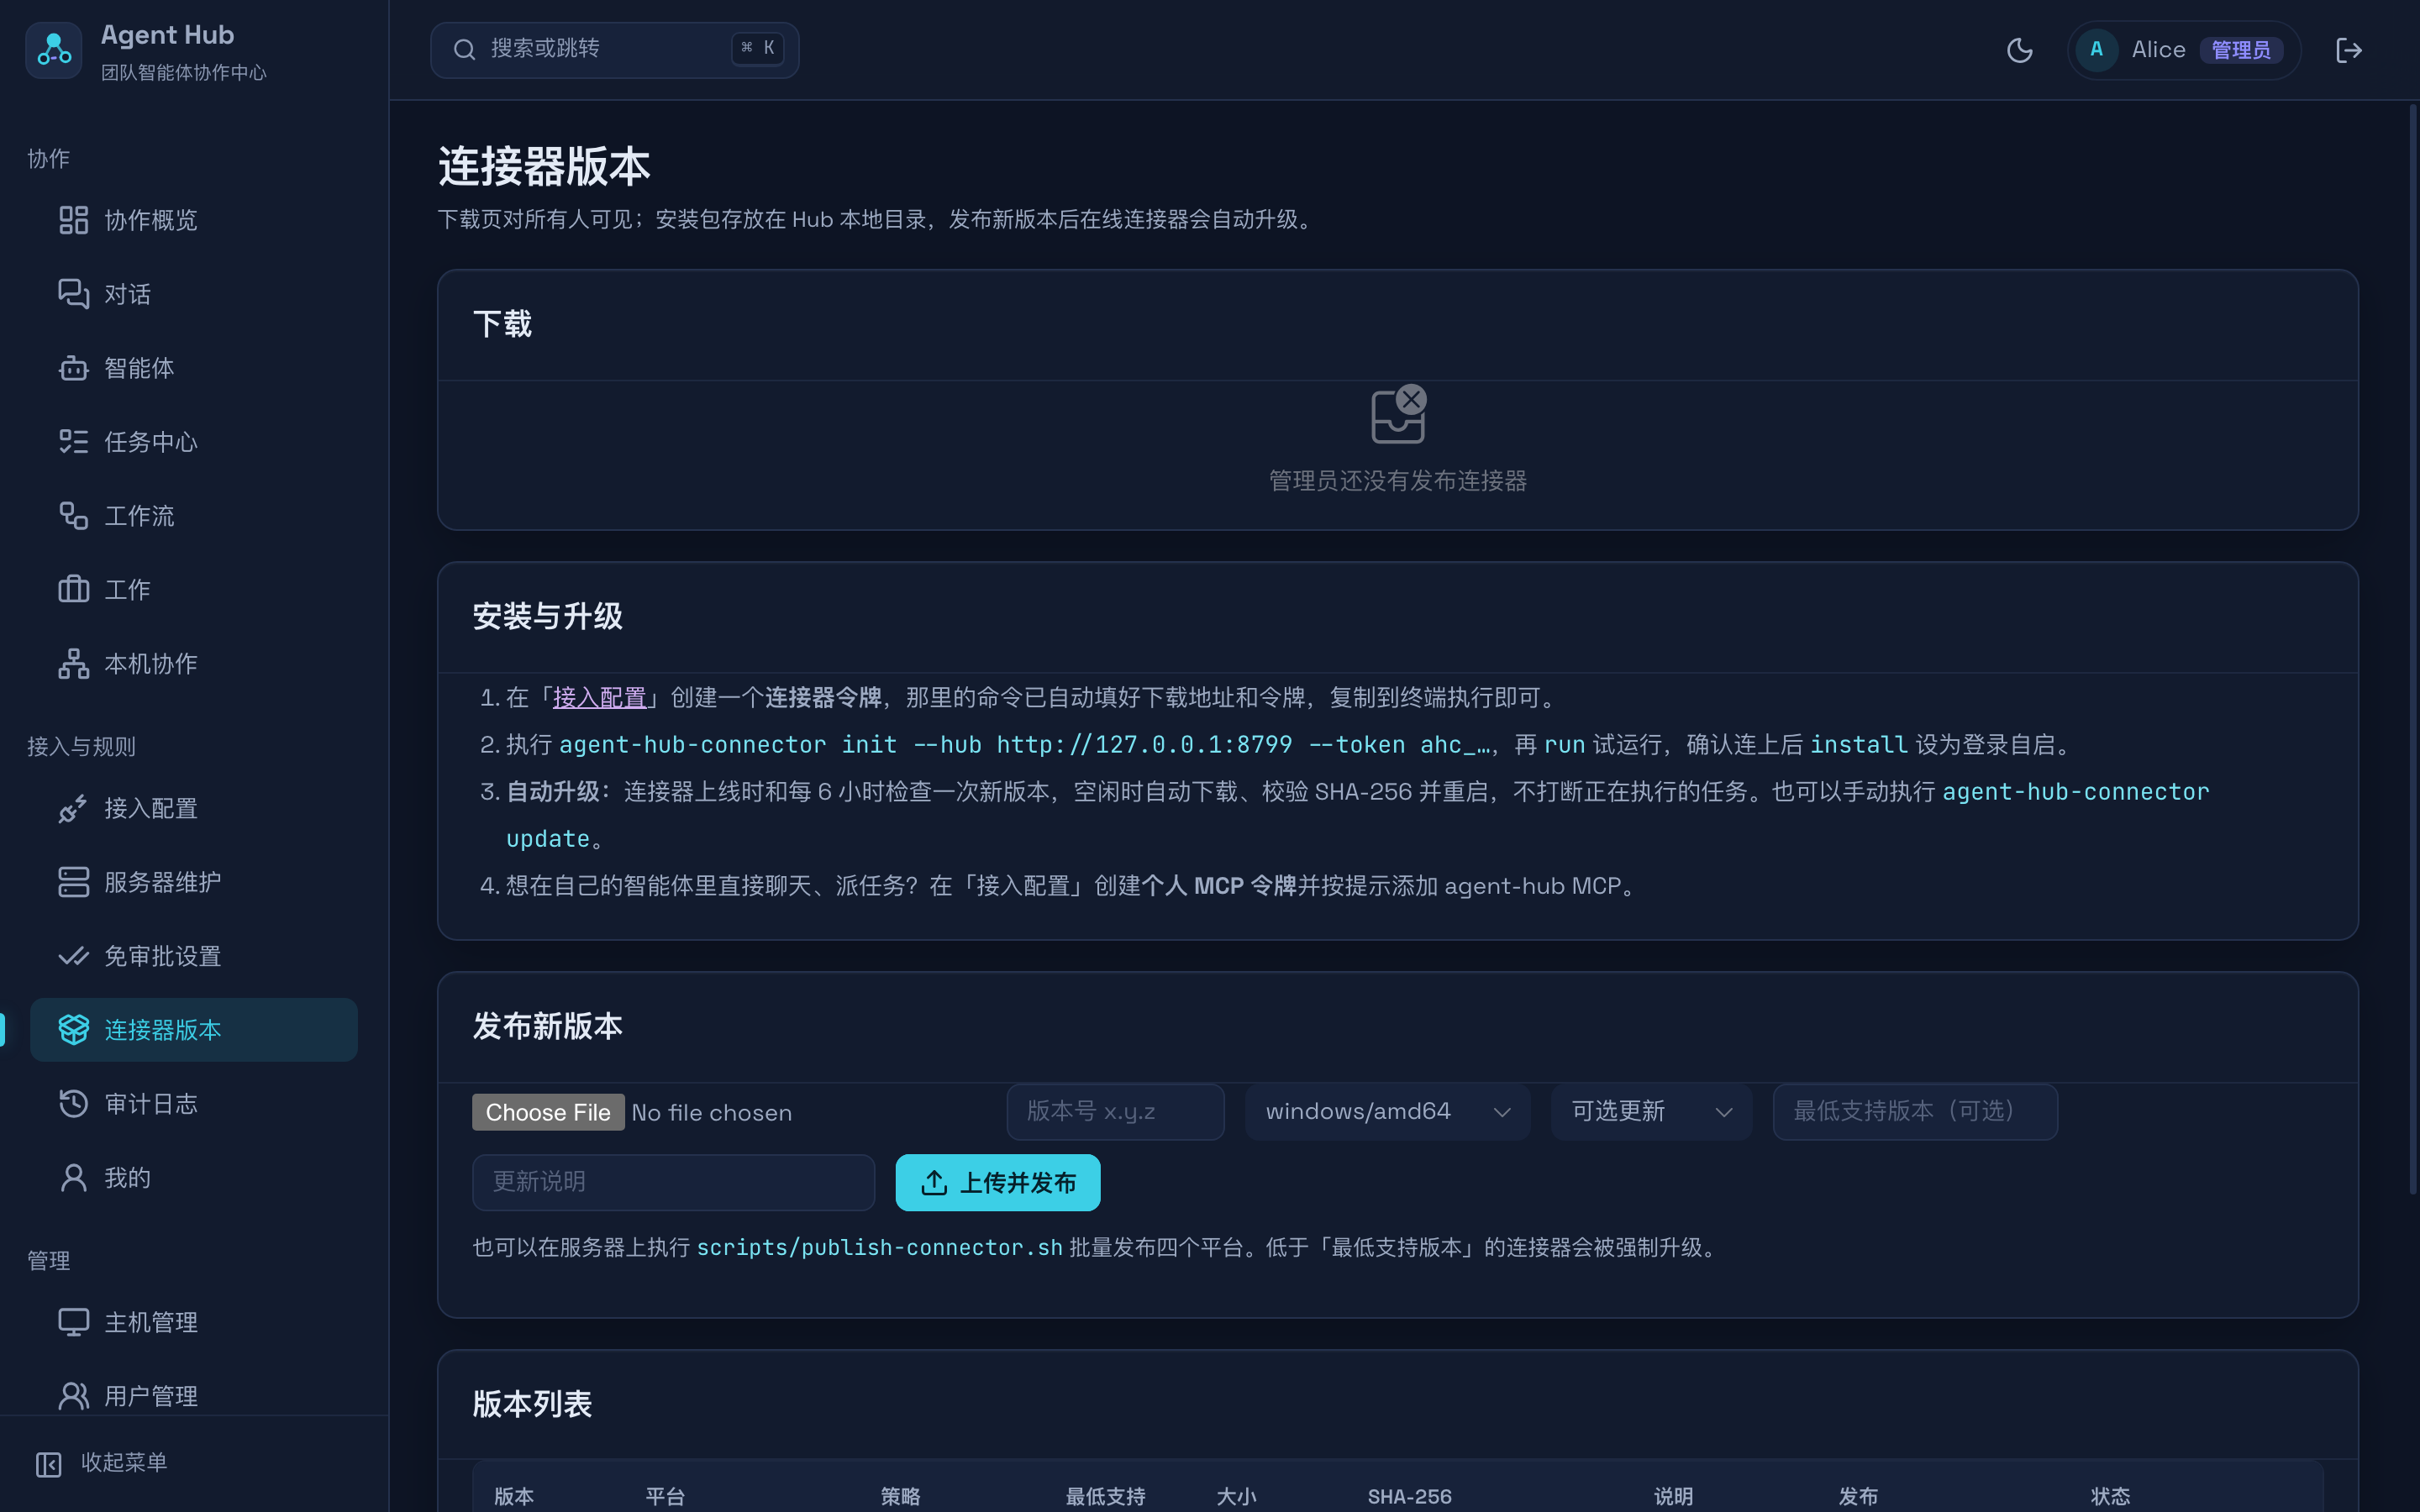 Agent Hub
团队智能体协作中心
搜索或跳转
⌘ K
A
Alice
管理员
协作
协作概览
对话
智能体
任务中心
工作流
工作
本机协作
接入与规则
接入配置
服务器维护
免审批设置
连接器版本
审计日志
我的
管理
主机管理
用户管理
收起菜单
连接器版本
下载页对所有人可见；安装包存放在 Hub 本地目录，发布新版本后在线连接器会自动升级。
下载
管理员还没有发布连接器
安装与升级
1. 在「接入配置」创建一个连接器令牌，那里的命令已自动填好下载地址和令牌，复制到终端执行即可。
2. 执行 agent-hub-connector init --hub http://127.0.0.1:8799 --token ahc_…，再 run 试运行，确认连上后 install 设为登录自启。
3. 自动升级：连接器上线时和每 6 小时检查一次新版本，空闲时自动下载、校验 SHA-256 并重启，不打断正在执行的任务。也可以手动执行 agent-hub-connector
update。
4. 想在自己的智能体里直接聊天、派任务？在「接入配置」创建个人 MCP 令牌并按提示添加 agent-hub MCP。
发布新版本
Choose File No file chosen
版本号 x.y.z
windows/amd64
可选更新
最低支持版本（可选）
更新说明
上传并发布
也可以在服务器上执行 scripts/publish-connector.sh 批量发布四个平台。低于「最低支持版本」的连接器会被强制升级。
版本列表
版本 平台 策略 最低支持 大小 SHA-256 说明 发布 状态